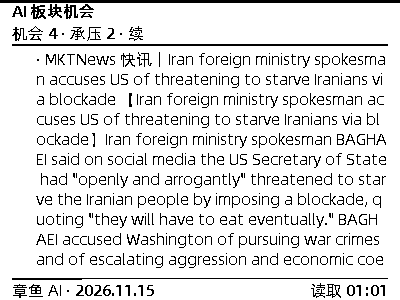 AI 板块机会
机会 4 · 承压 2 · 续
· MKTNews 快讯｜Iran foreign ministry spokesma
n accuses US of threatening to starve Iranians vi
a blockade 【Iran foreign ministry spokesman ac
cuses US of threatening to starve Iranians via bl
ockade】Iran foreign ministry spokesman BAGHA
EI said on social media the US Secretary of State
had "openly and arrogantly" threatened to star
ve the Iranian people by imposing a blockade, q
uoting "they will have to eat eventually." BAGH
AEI accused Washington of pursuing war crimes
and of escalating aggression and economic coe
章鱼 AI · 2026.11.15
读取 01:01